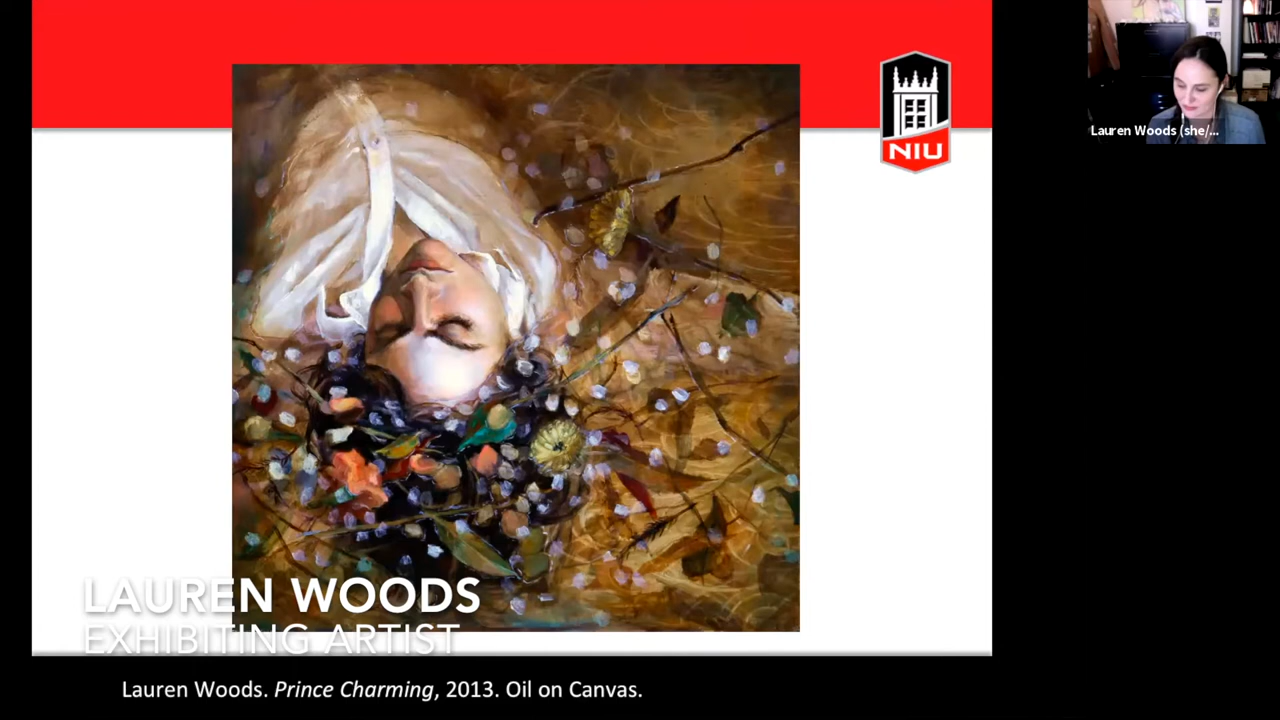 NIU
Lauren Woods (she/...
LAUREN WOODS
EXHIBITING ARTIST
Lauren Woods. Prince Charming, 2013. Oil on Canvas.